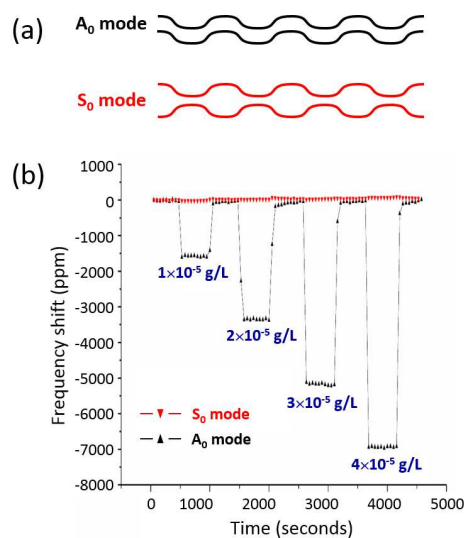 (a)
A₀ mode
S₀ mode
(b)
1000
0
-1000
-2000
-3000
-4000
-5000
-6000
-7000
-8000
Frequency shift (ppm)
1×10⁻⁵ g/L
2×10⁻⁵ g/L
3×10⁻⁵ g/L
4×10⁻⁵ g/L
S₀ mode
A₀ mode
0 1000 2000 3000 4000 5000
Time (seconds)